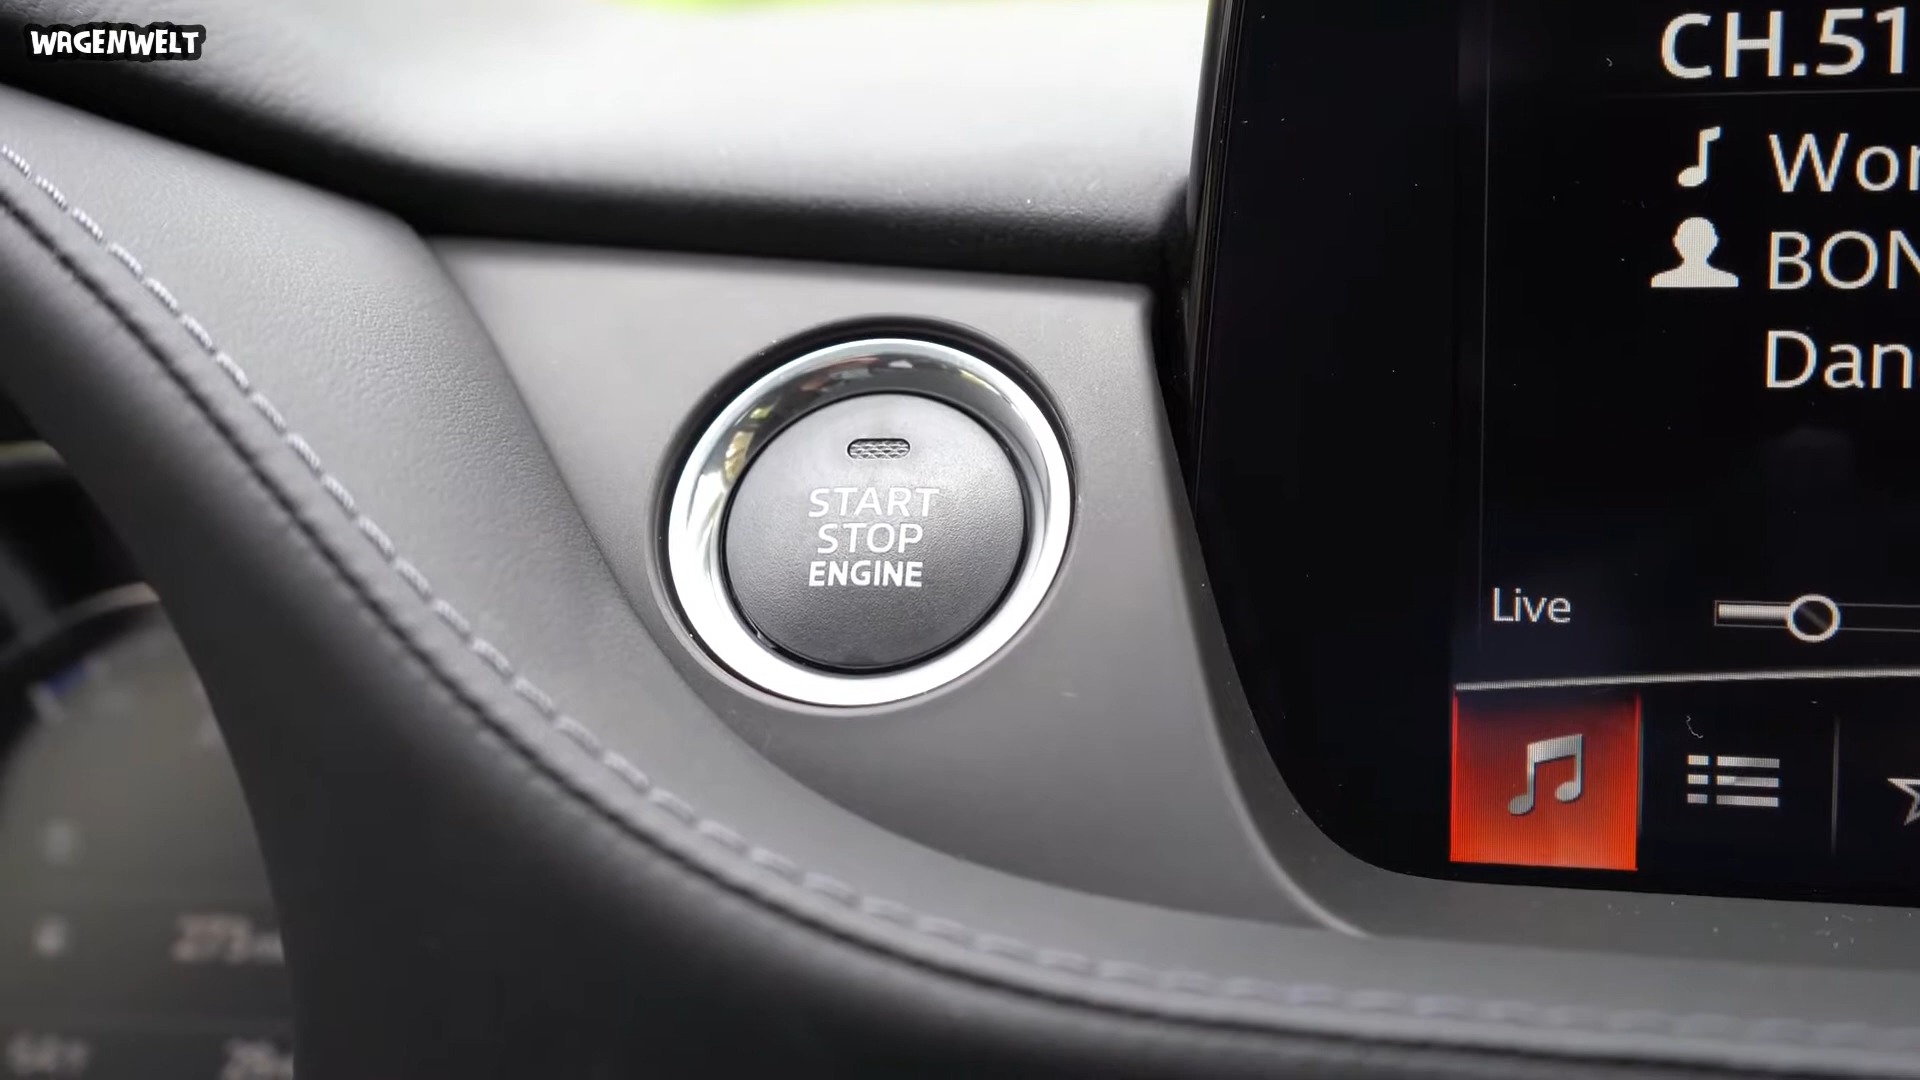 WAGENWELT
CH.51
Wor
BON
Dan
START
STOP
ENGINE
Live